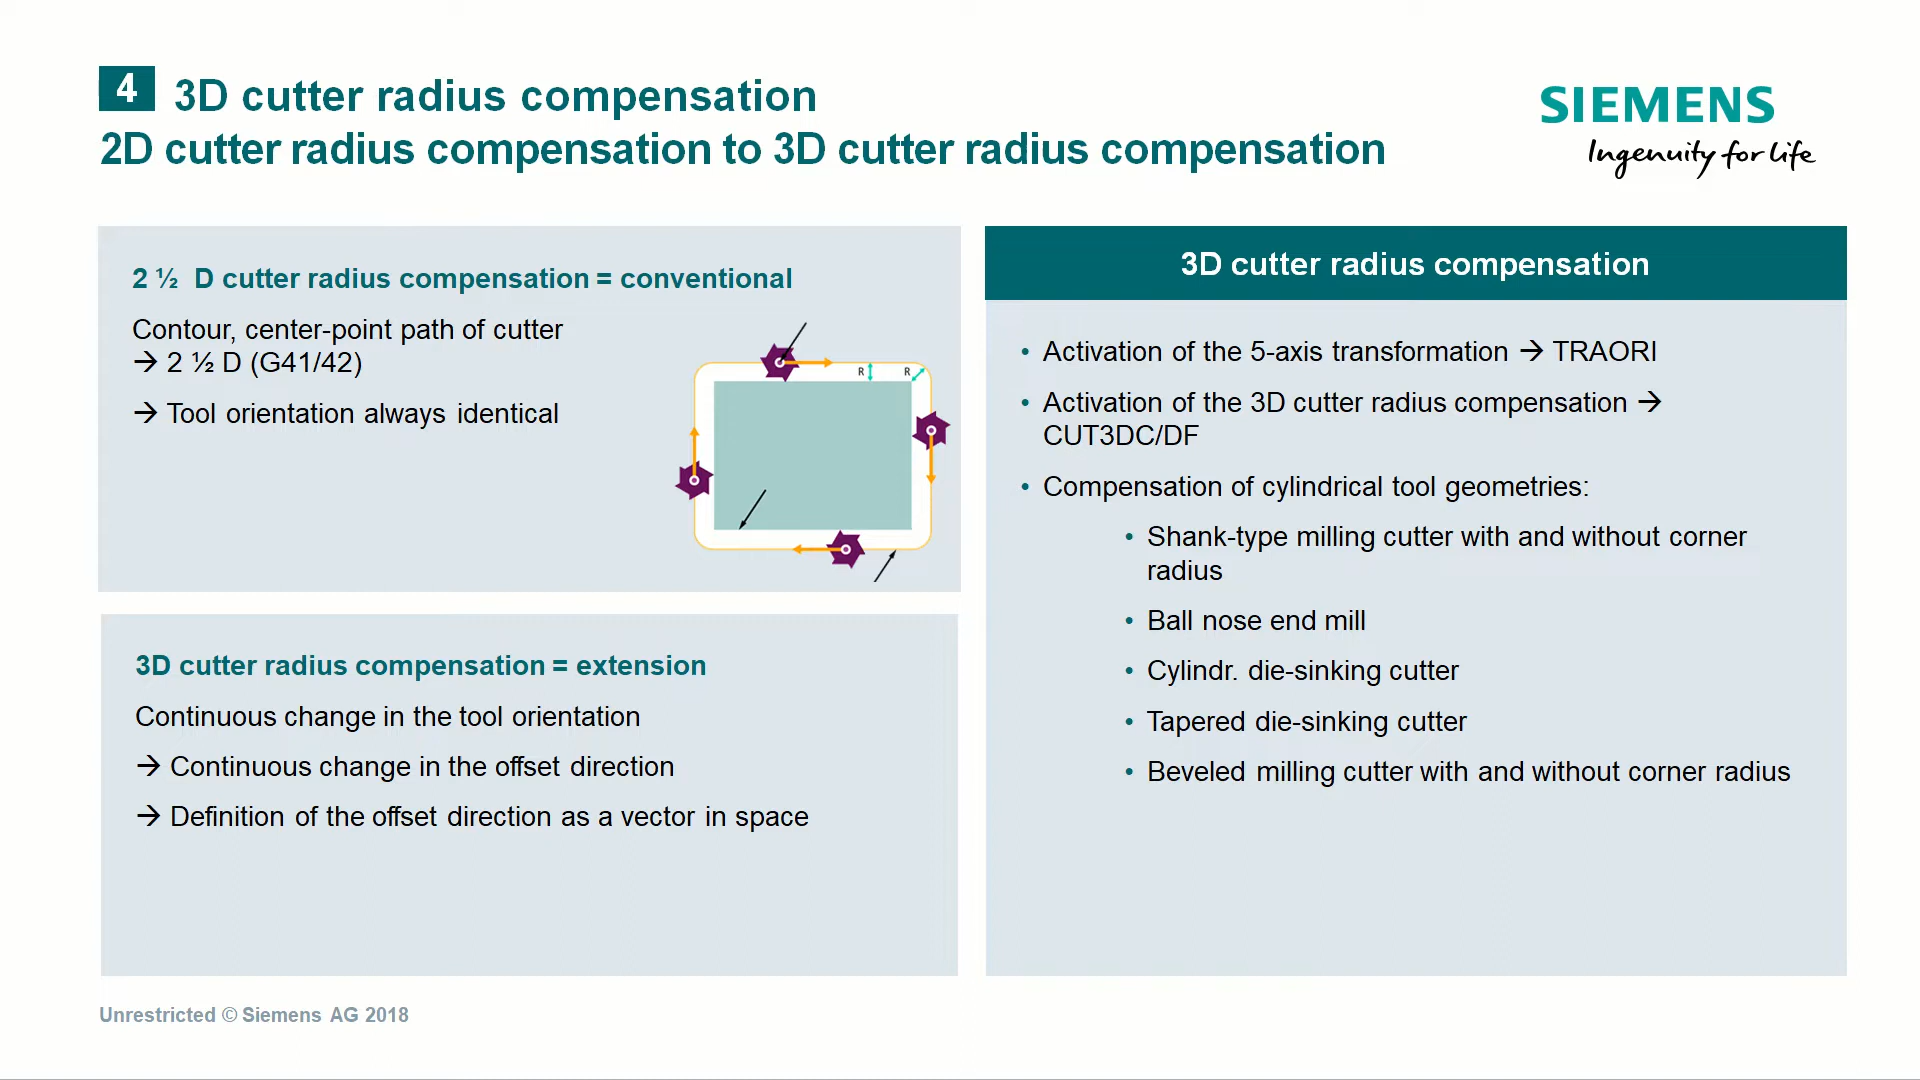 4 3D cutter radius compensation
2D cutter radius compensation to 3D cutter radius compensation
SIEMENS
Ingenuity for life
2 ½ D cutter radius compensation = conventional
Contour, center-point path of cutter
→ 2 ½ D (G41/42)
→ Tool orientation always identical
R R
3D cutter radius compensation = extension
Continuous change in the tool orientation
→ Continuous change in the offset direction
→ Definition of the offset direction as a vector in space
3D cutter radius compensation
• Activation of the 5-axis transformation → TRAORI
• Activation of the 3D cutter radius compensation →
CUT3DC/DF
• Compensation of cylindrical tool geometries:
• Shank-type milling cutter with and without corner
radius
• Ball nose end mill
• Cylindr. die-sinking cutter
• Tapered die-sinking cutter
• Beveled milling cutter with and without corner radius
Unrestricted © Siemens AG 2018